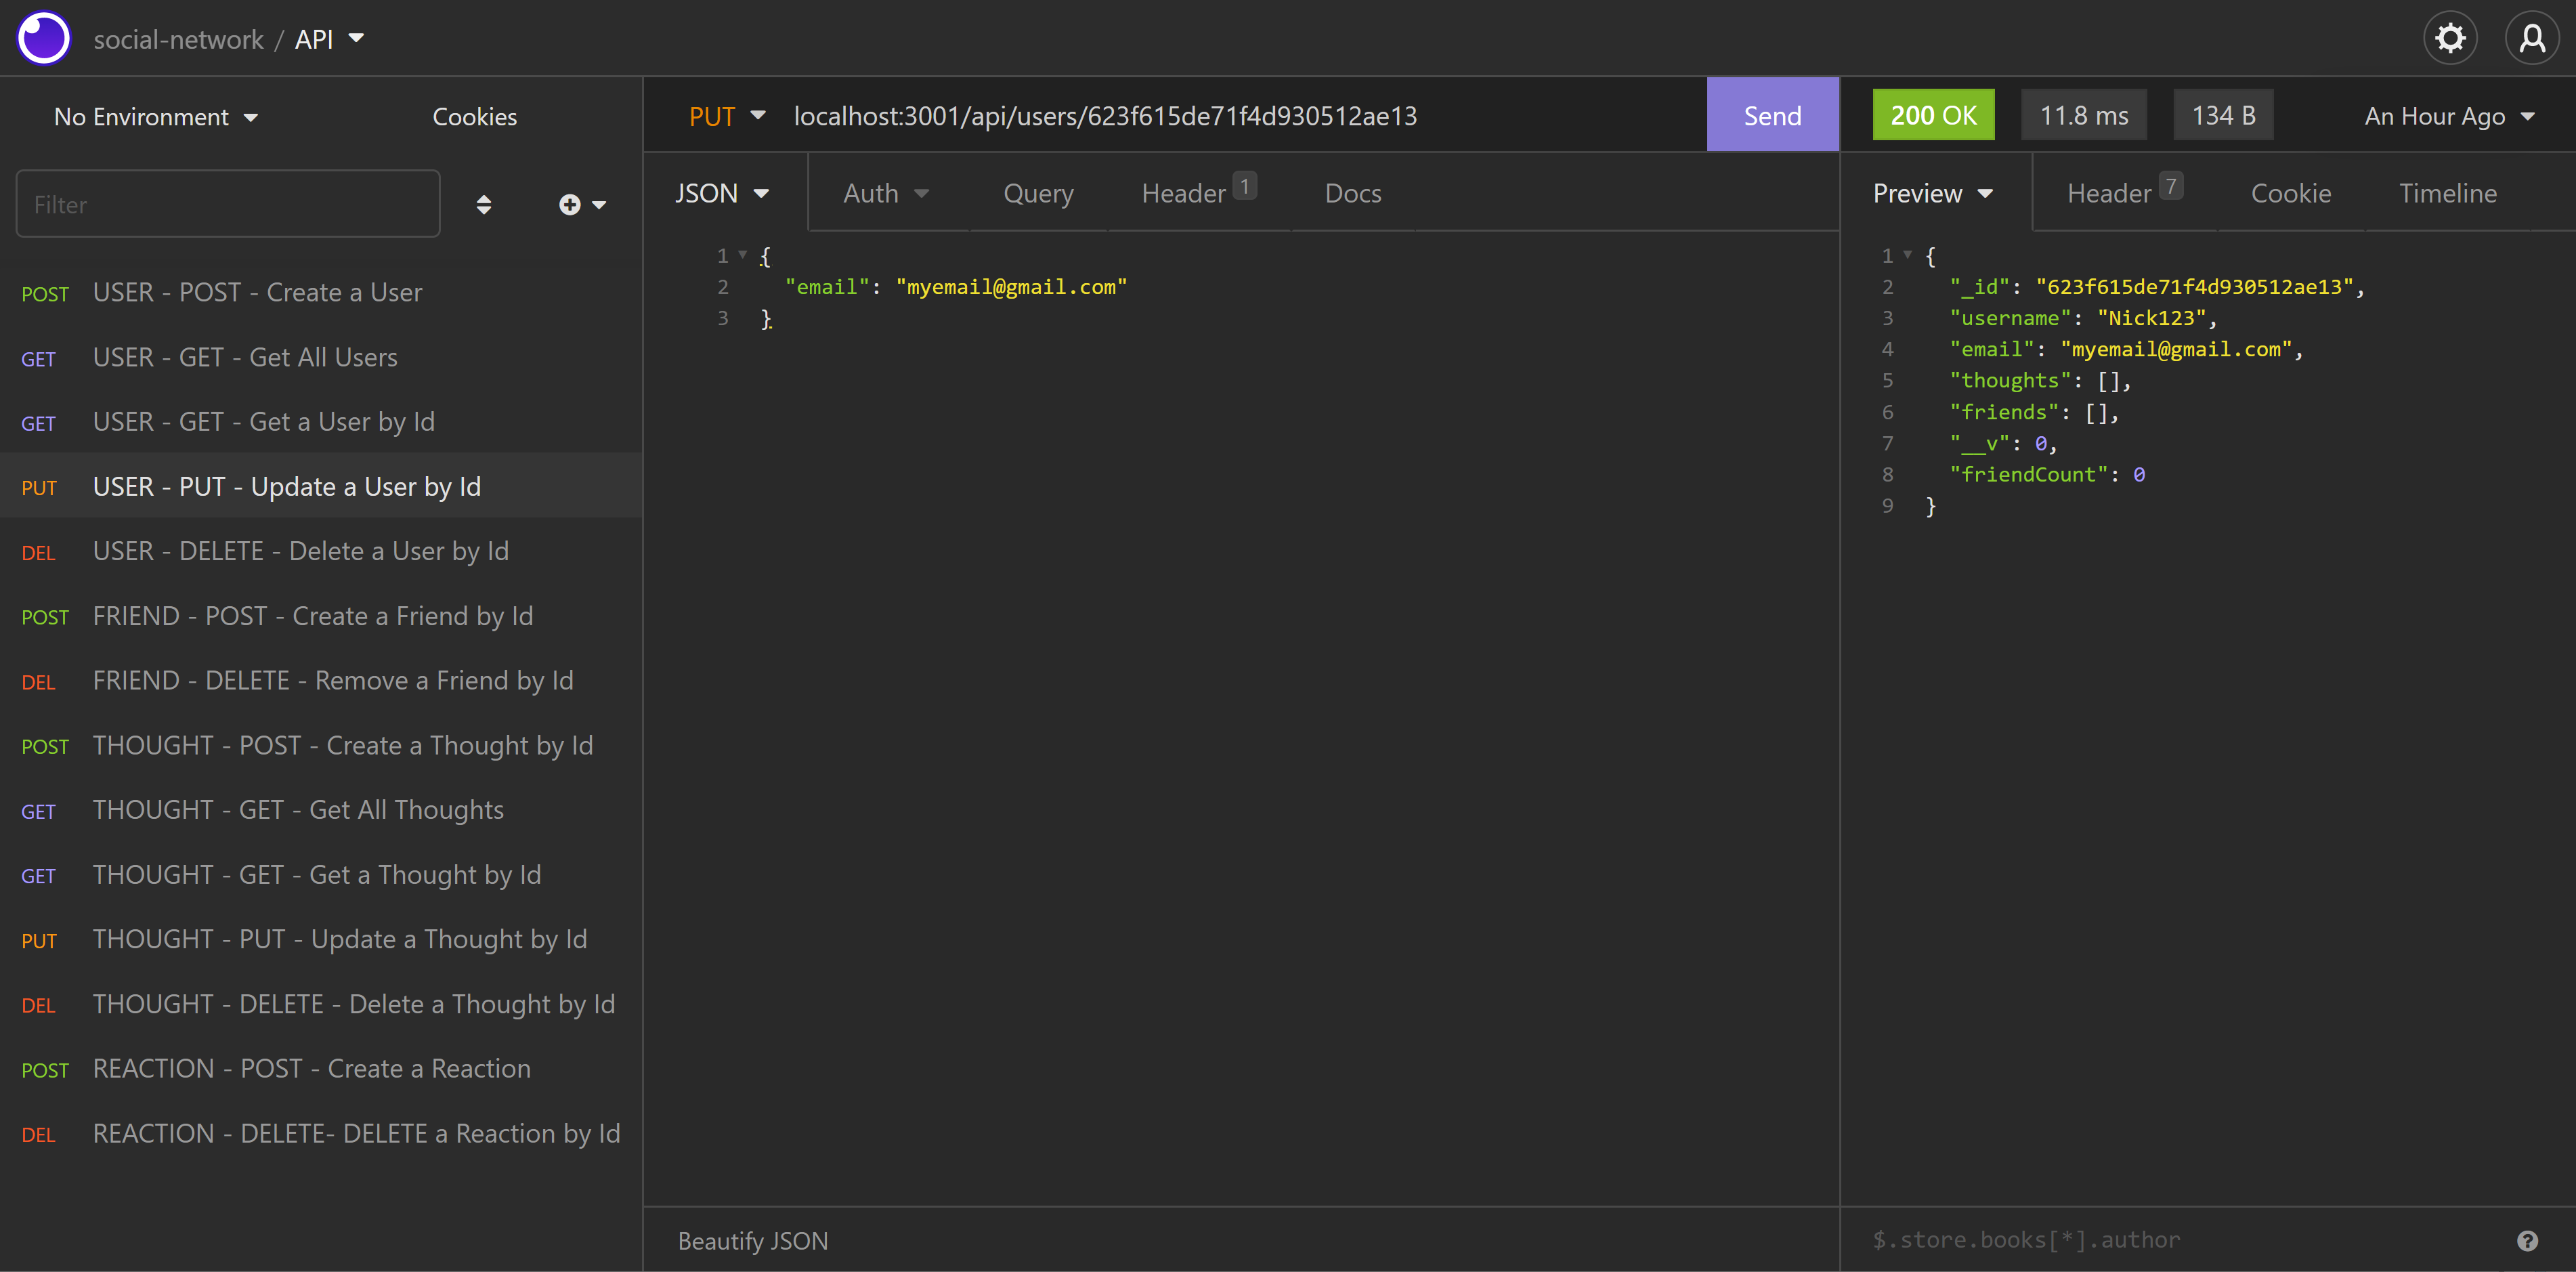 social-network / API
No Environment
Cookies
Filter
POST USER - POST - Create a User
GET USER - GET - Get All Users
GET USER - GET - Get a User by Id
PUT USER - PUT - Update a User by Id
DEL USER - DELETE - Delete a User by Id
POST FRIEND - POST - Create a Friend by Id
DEL FRIEND - DELETE - Remove a Friend by Id
POST THOUGHT - POST - Create a Thought by Id
GET THOUGHT - GET - Get All Thoughts
GET THOUGHT - GET - Get a Thought by Id
PUT THOUGHT - PUT - Update a Thought by Id
DEL THOUGHT - DELETE - Delete a Thought by Id
POST REACTION - POST - Create a Reaction
DEL REACTION - DELETE- DELETE a Reaction by Id
PUT localhost:3001/api/users/623f615de71f4d930512ae13 Send
JSON Auth Query Header 1 Docs
1 {
2 "email": "myemail@gmail.com"
3 }
Beautify JSON
200 OK 11.8 ms 134 B An Hour Ago
Preview Header 7 Cookie Timeline
1 {
2 "_id": "623f615de71f4d930512ae13",
3 "username": "Nick123",
4 "email": "myemail@gmail.com",
5 "thoughts": [],
6 "friends": [],
7 "__v": 0,
8 "friendCount": 0
9 }
$.store.books[*].author ?